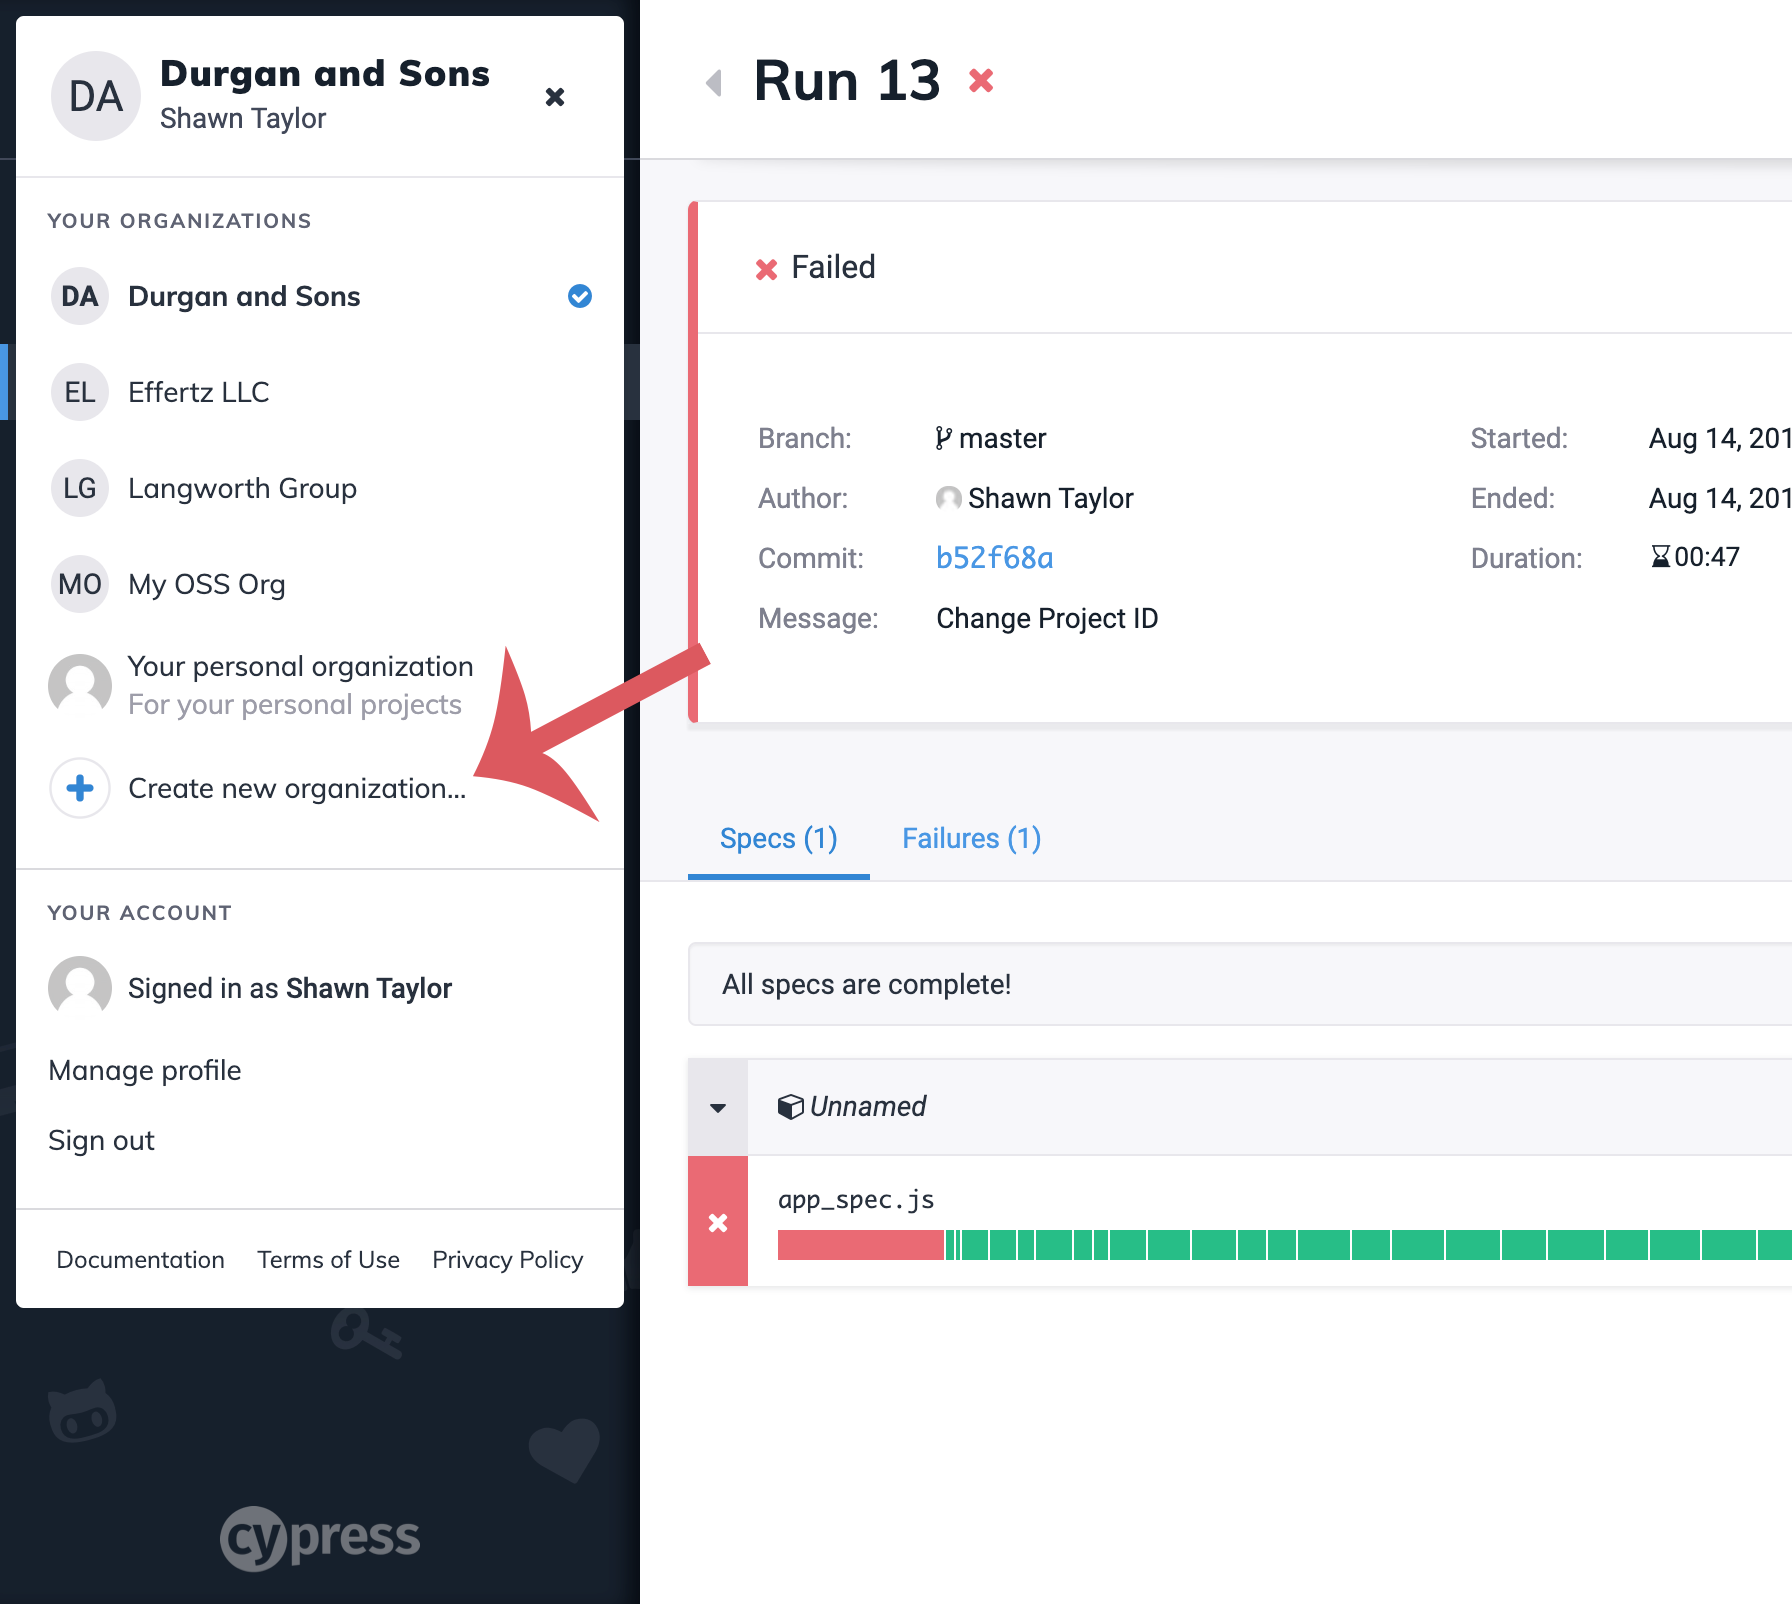 DA
Durgan and Sons
Shawn Taylor
YOUR ORGANIZATIONS
DA Durgan and Sons
EL Effertz LLC
LG Langworth Group
MO My OSS Org
Your personal organization
For your personal projects
Create new organization...
YOUR ACCOUNT
Signed in as Shawn Taylor
Manage profile
Sign out
Documentation Terms of Use Privacy Policy
cypress
Run 13
Failed
Branch: master
Author: Shawn Taylor
Commit: b52f68a
Message: Change Project ID
Started: Aug 14, 201
Ended: Aug 14, 201
Duration: 00:47
Specs (1) Failures (1)
All specs are complete!
Unnamed
app_spec.js